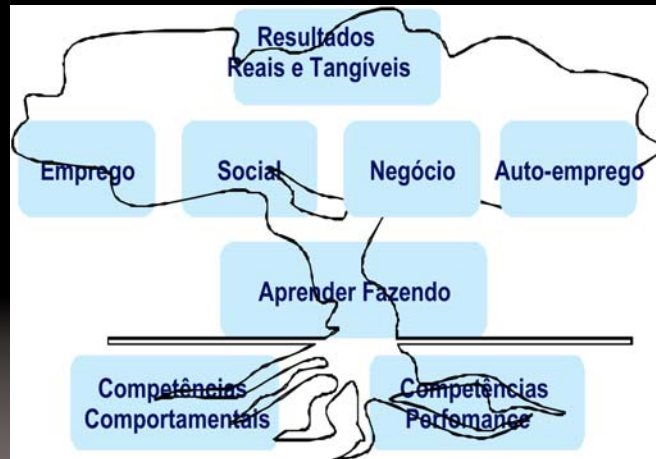 Resultados
Reais e Tangíveis
Emprego
Social
Negócio
Auto-emprego
Aprender Fazendo
Competências
Comportamentais
Competências
Perfomance